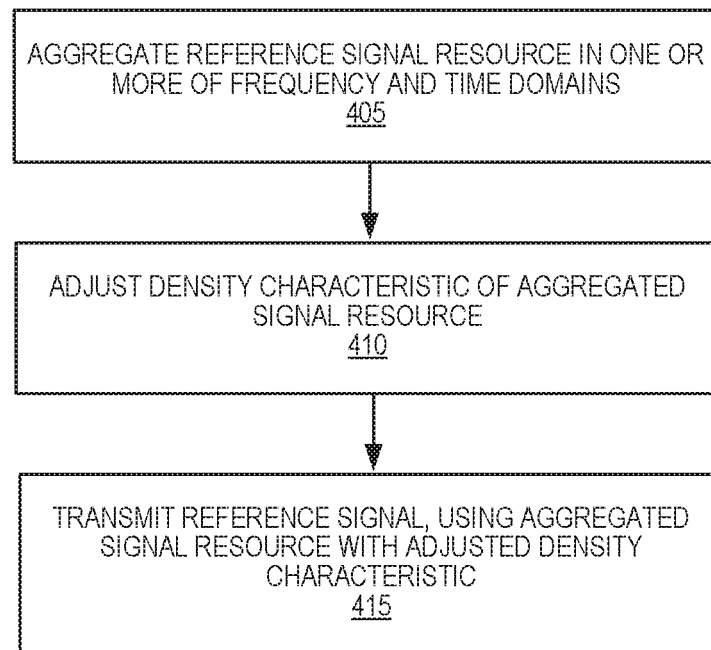 AGGREGATE REFERENCE SIGNAL RESOURCE IN ONE OR
MORE OF FREQUENCY AND TIME DOMAINS
405
ADJUST DENSITY CHARACTERISTIC OF AGGREGATED
SIGNAL RESOURCE
410
TRANSMIT REFERENCE SIGNAL, USING AGGREGATED
SIGNAL RESOURCE WITH ADJUSTED DENSITY
CHARACTERISTIC
415